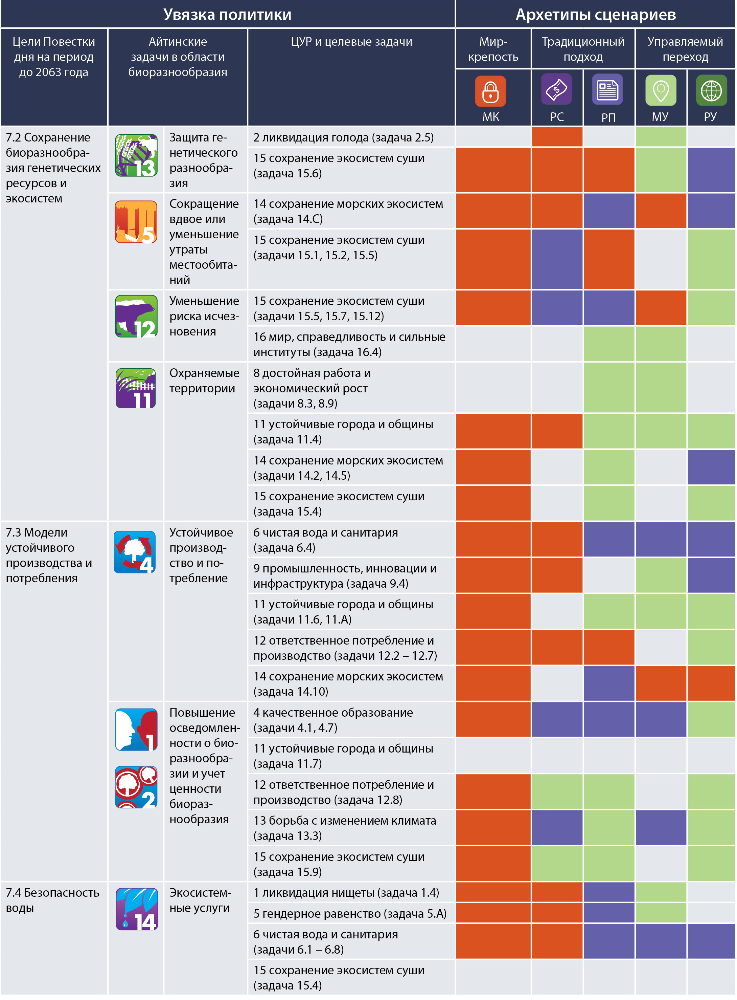 Увязка политики
Архетипы сценариев
Цели Повестки
дня на период
до 2063 года
Айтинские
задачи в области
биоразнообразия
ЦУР и целевые задачи
Мир-
крепость
Традиционный
подход
Управляемый
переход
$
МК
РС
РП
МУ
РУ
7.2 Сохранение
биоразнообра-
зия генетических
ресурсов и
экосистем
13
Защита ге-
нетического
разнообра-
зия
2 ликвидация голода (задача 2.5)
15 сохранение экосистем суши
(задача 15.6)
5
Сокращение
вдвое или
уменьшение
утраты
местообита-
ний
14 сохранение морских экосистем
(задача 14.C)
15 сохранение экосистем суши
(задачи 15.1, 15.2, 15.5)
12
Уменьшение
риска исчез-
новения
15 сохранение экосистем суши
(задачи 15.5, 15.7, 15.12)
16 мир, справедливость и сильные
институты (задача 16.4)
11
Охраняемые
территории
8 достойная работа и
экономический рост
(задачи 8.3, 8.9)
11 устойчивые города и общины
(задача 11.4)
14 сохранение морских экосистем
(задачи 14.2, 14.5)
15 сохранение экосистем суши
(задача 15.4)
7.3 Модели
устойчивого
производства и
потребления
4
Устойчивое
производ-
ство и по-
требление
6 чистая вода и санитария
(задача 6.4)
9 промышленность, инновации и
инфраструктура (задача 9.4)
11 устойчивые города и общины
(задачи 11.6, 11.А)
12 ответственное потребление и
производство (задачи 12.2 – 12.7)
14 сохранение морских экосистем
(задача 14.10)
1
2
Повышение
осведомлен-
ности о био-
разнообра-
зии и учет
ценности
биораз-
нообразия
4 качественное образование
(задачи 4.1, 4.7)
11 устойчивые города и общины
(задача 11.7)
12 ответственное потребление и
производство (задача 12.8)
13 борьба с изменением климата
(задача 13.3)
15 сохранение экосистем суши
(задача 15.9)
7.4 Безопасность
воды
14
Экосистем-
ные услуги
1 ликвидация нищеты (задача 1.4)
5 гендерное равенство (задача 5.А)
6 чистая вода и санитария
(задачи 6.1 – 6.8)
15 сохранение экосистем суши
(задача 15.4)